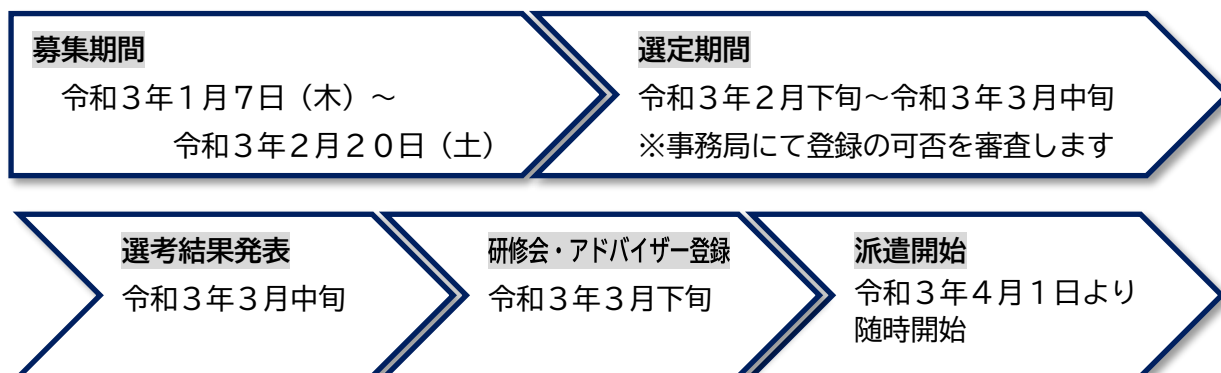 募集期間
令和３年１月７日（木）～
令和３年２月２０日（土）
選定期間
令和３年２月下旬～令和３年３月中旬
※事務局にて登録の可否を審査します
選考結果発表
令和３年３月中旬
研修会・アドバイザー登録
令和３年３月下旬
派遣開始
令和３年４月１日より
随時開始